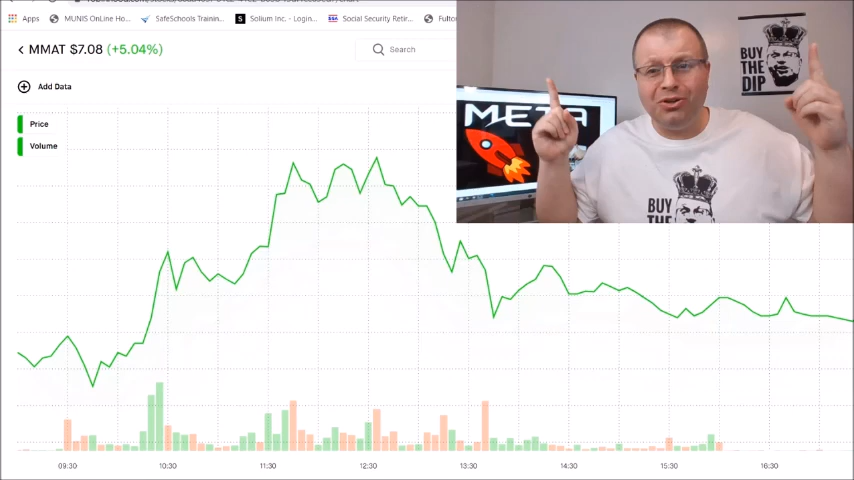 Apps
MUNIS OnLine Ho...
SafeSchools Training...
Solium Inc. - Login...
SSA
Social Security Retir...
MMAT $7.08 (+5.04%)
Search
Add Data
Price
Volume
META
BUY
THE
DIP
BUY
THE
09:30
10:30
11:30
12:30
13:30
14:30
15:30
16:30